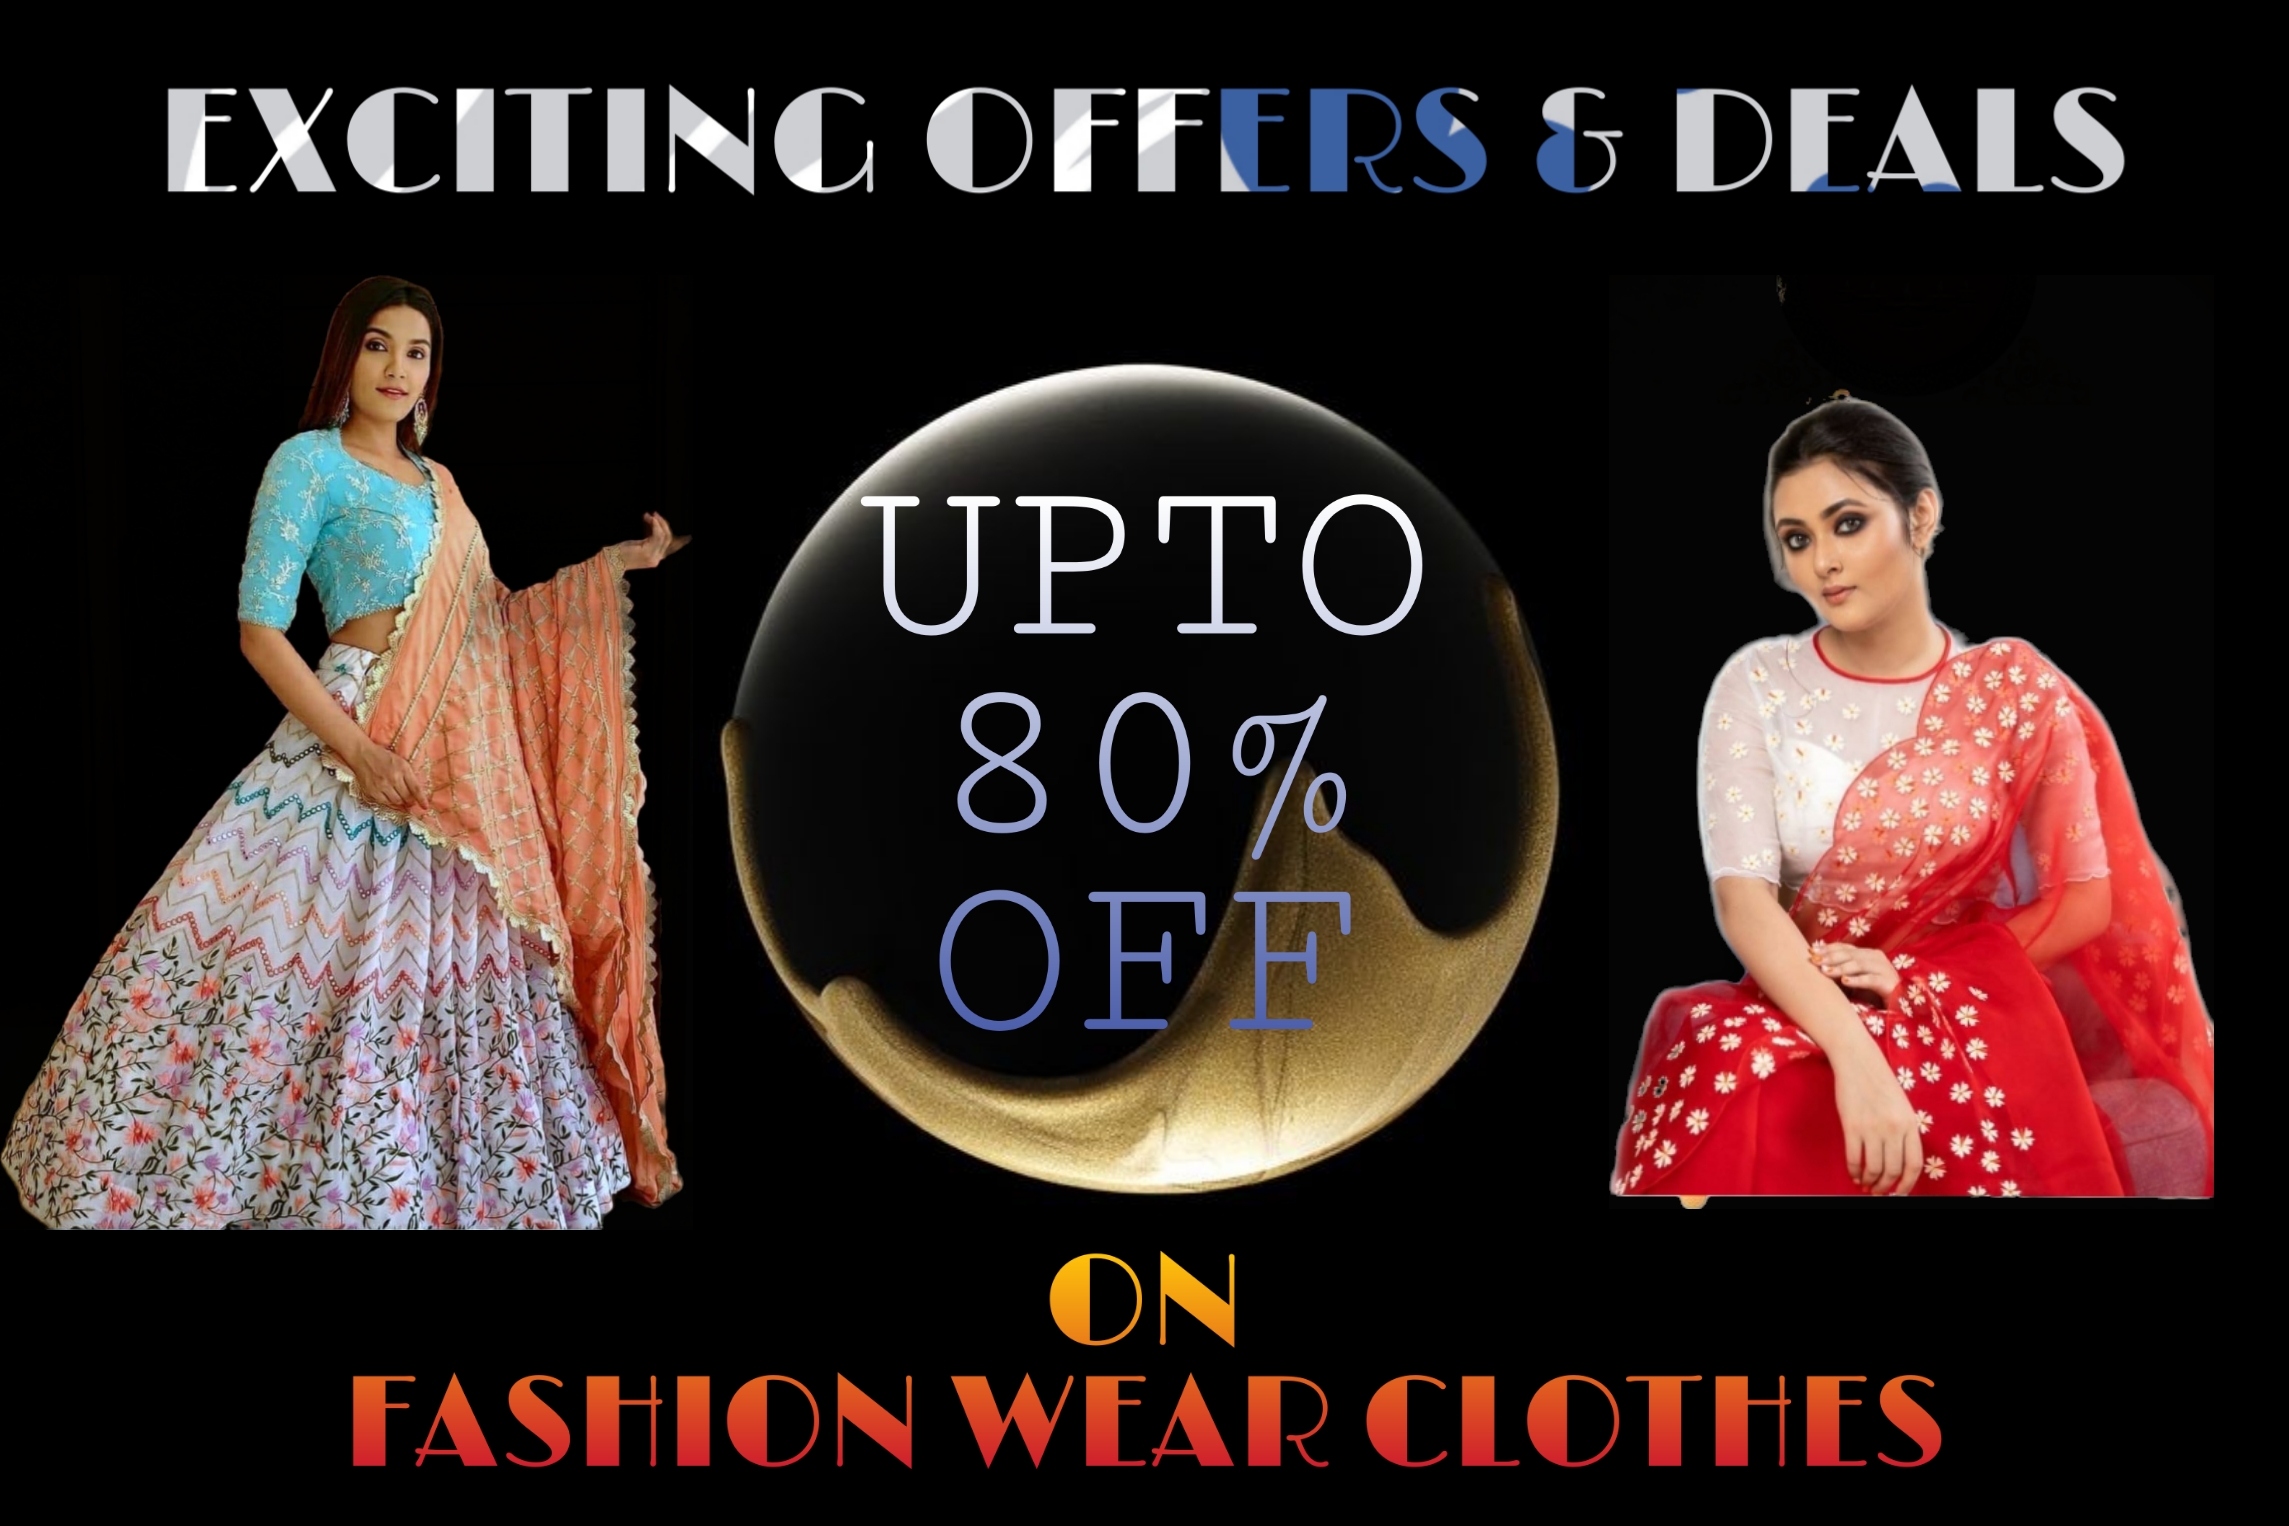 EXCITING OFFERS & DEALS
UPTO
80%
OFF
ON
FASHION WEAR CLOTHES